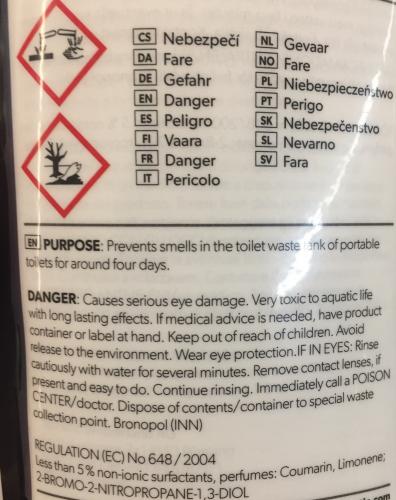 CS Nebezpečí
DA Fare
DE Gefahr
EN Danger
ES Peligro
FI Vaara
FR Danger
IT Pericolo
NL Gevaar
NO Fare
PL Niebezpieczeństwo
PT Perigo
SK Nebezpečenstvo
SL Nevarno
SV Fara
EN PURPOSE: Prevents smells in the toilet waste tank of portable
toilets for around four days.
DANGER: Causes serious eye damage. Very toxic to aquatic life
with long lasting effects. If medical advice is needed, have product
container or label at hand. Keep out of reach of children. Avoid
release to the environment. Wear eye protection.IF IN EYES: Rinse
cautiously with water for several minutes. Remove contact lenses, if
present and easy to do. Continue rinsing. Immediately call a POISON
CENTER/doctor. Dispose of contents/container to special waste
collection point. Bronopol (INN)
REGULATION (EC) No 648 / 2004
Less than 5% non-ionic surfactants, perfumes: Coumarin, Limonene;
2-BROMO-2-NITROPROPANE-1,3-DIOL